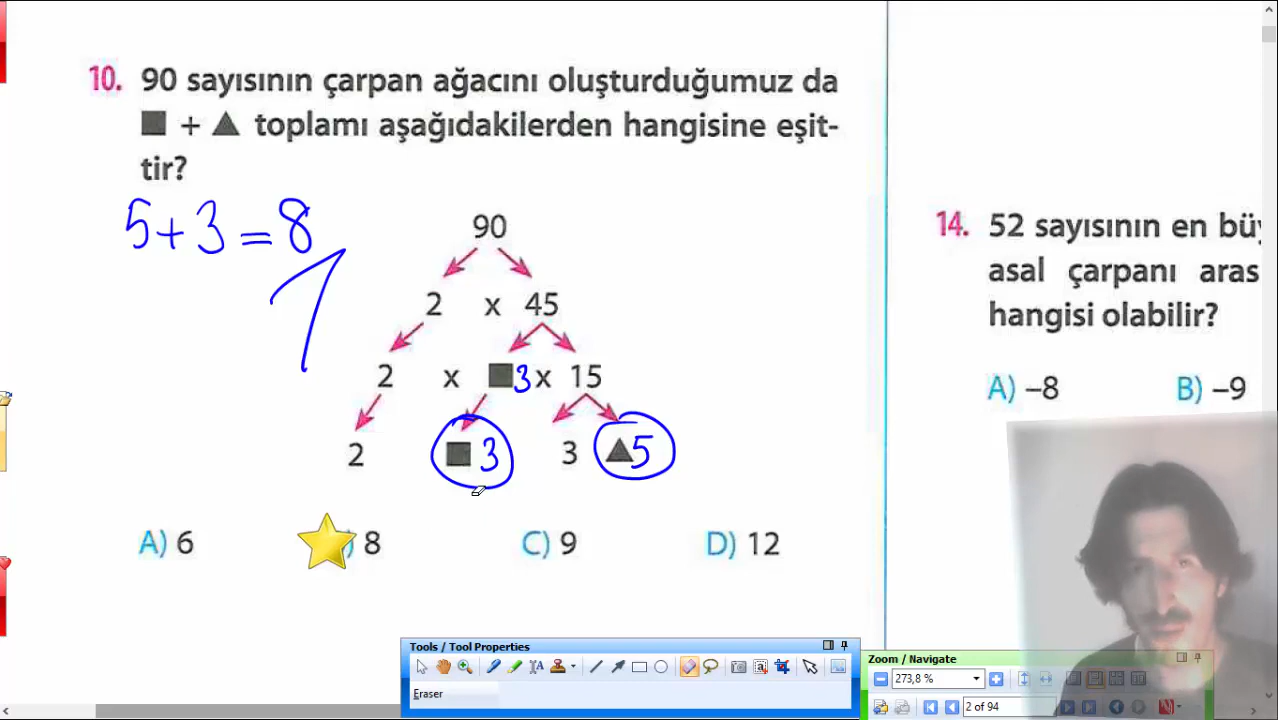 10. 90 sayısının çarpan ağacını oluşturduğumuz da
■ + ▲ toplamı aşağıdakilerden hangisine eşit-
tir?
5+3=8
90
2 x 45
2 x ■ 3 x 15
2 ■ 3 3 ▲ 5
A) 6 ) 8 C) 9 D) 12
14. 52 sayısının en bü
asal çarpanı aras
hangisi olabilir?
A) –8 B) –9
Tools / Tool Properties
Eraser
Zoom / Navigate
273,8 %
2 of 94